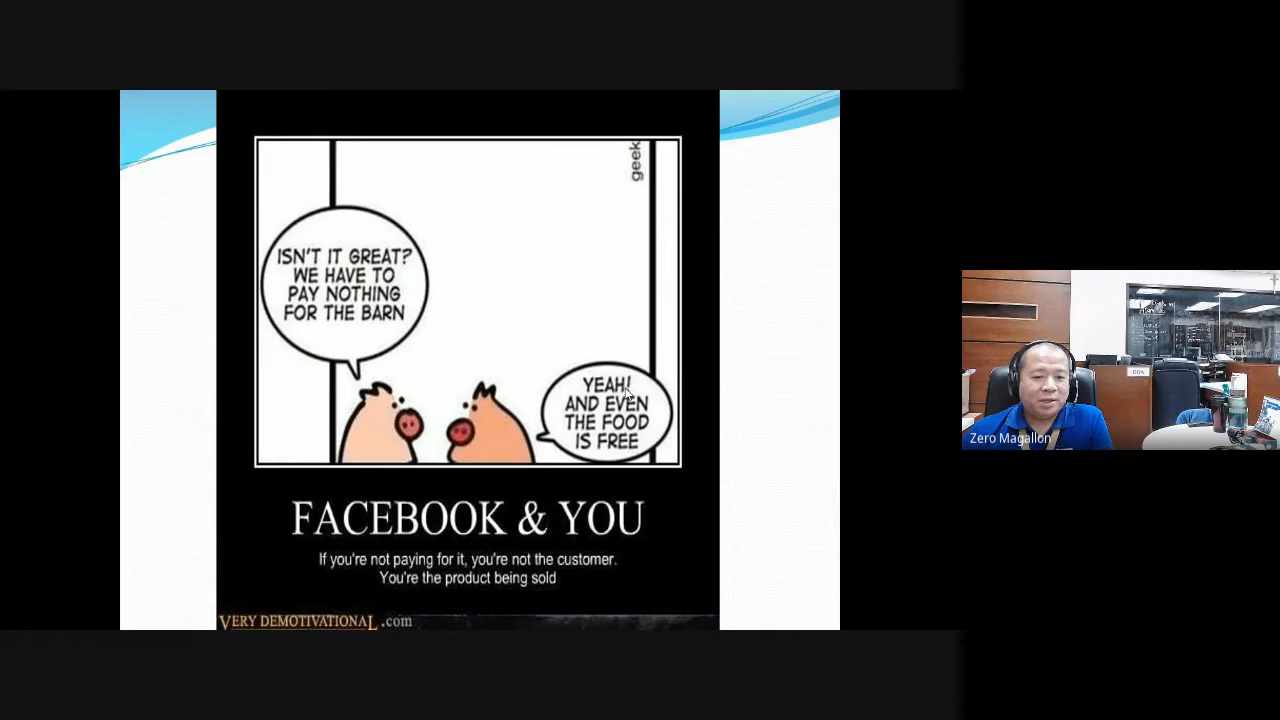 geek
ISN'T IT GREAT?
WE HAVE TO
PAY NOTHING
FOR THE BARN
YEAH!
AND EVEN
THE FOOD
IS FREE
FACEBOOK & YOU
If you're not paying for it, you're not the customer.
You're the product being sold
VERY DEMOTIVATIONAL .com
Zero Magallon